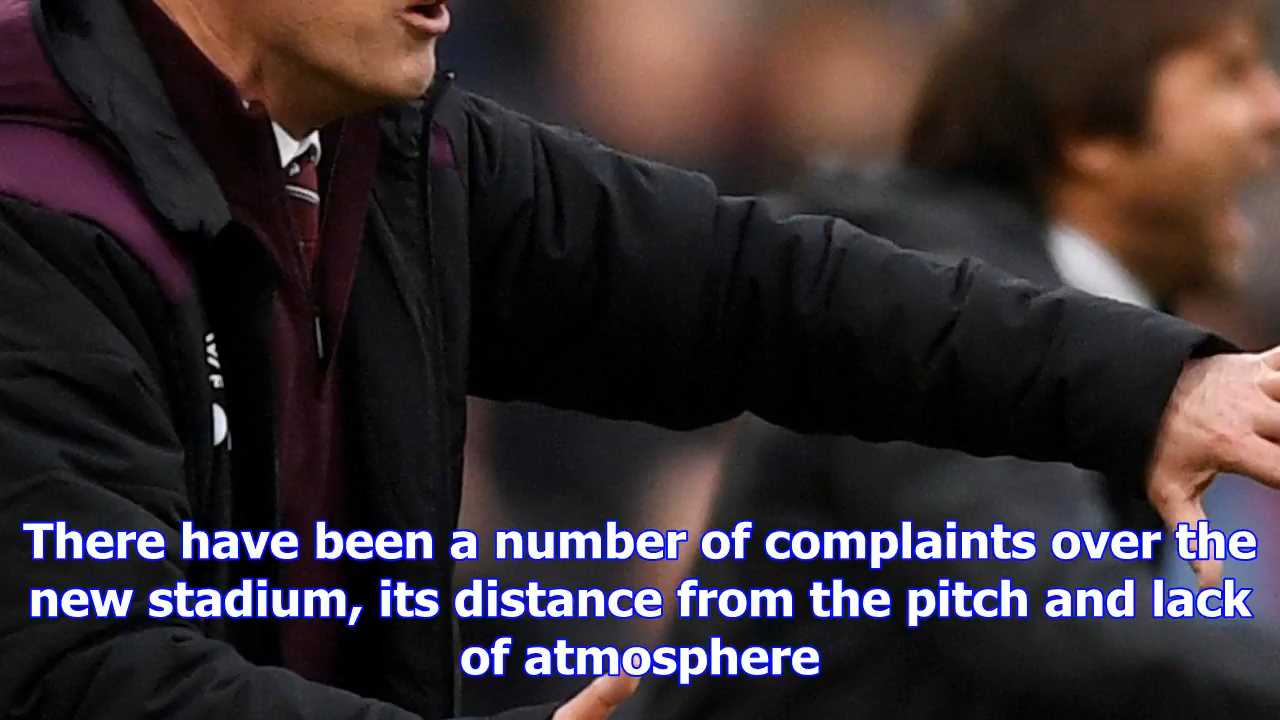 There have been a number of complaints over the
new stadium, its distance from the pitch and lack
of atmosphere